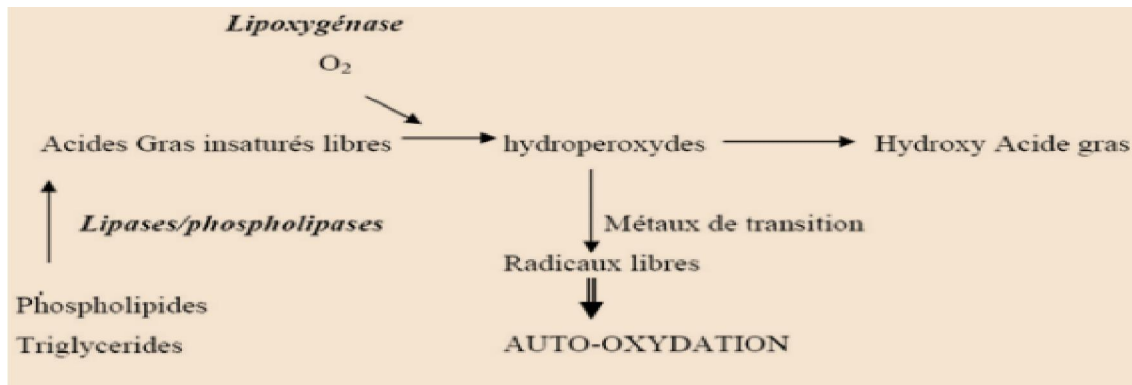 Lipoxygénase
O₂
Acides Gras insaturés libres hydroperoxydes Hydroxy Acide gras
Lipases/phospholipases
Métaux de transition
Radicaux libres
Phospholipides
Triglycerides AUTO-OXYDATION